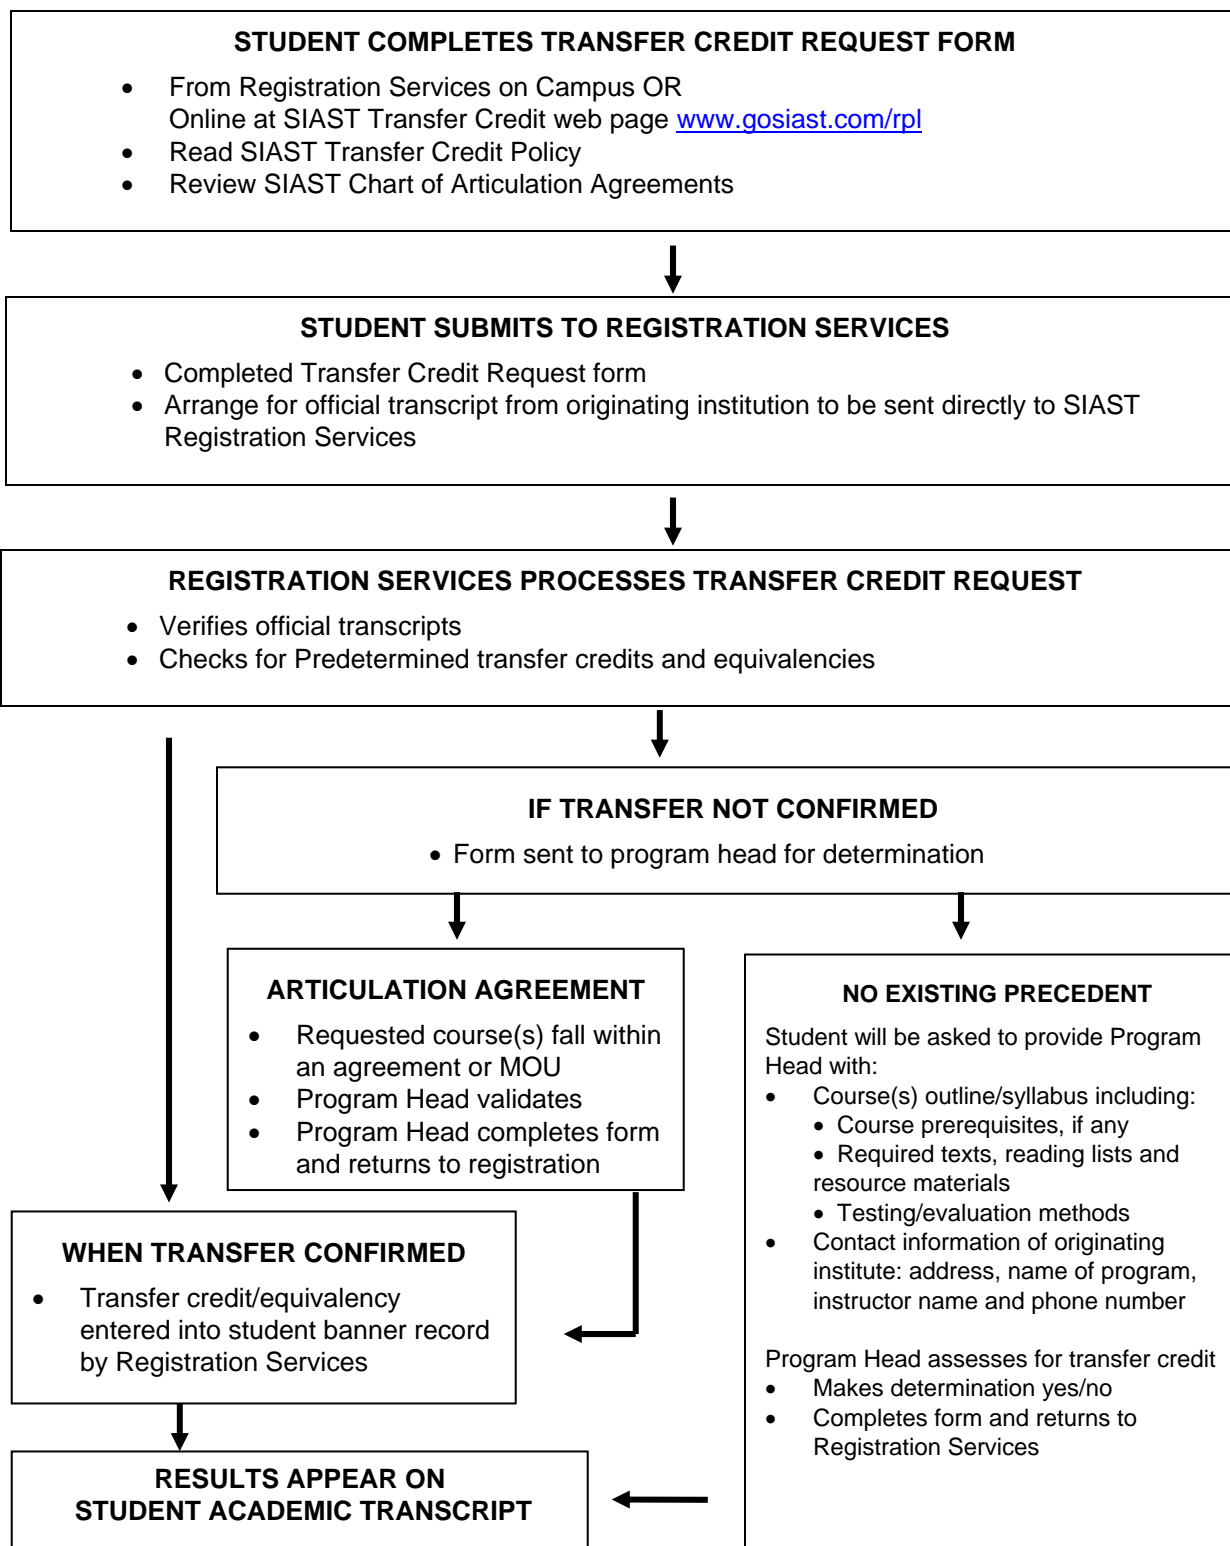 STUDENT COMPLETES TRANSFER CREDIT REQUEST FORM
• From Registration Services on Campus OR
Online at SIAST Transfer Credit web page www.gosiast.com/rpl
• Read SIAST Transfer Credit Policy
• Review SIAST Chart of Articulation Agreements
STUDENT SUBMITS TO REGISTRATION SERVICES
• Completed Transfer Credit Request form
• Arrange for official transcript from originating institution to be sent directly to SIAST
Registration Services
REGISTRATION SERVICES PROCESSES TRANSFER CREDIT REQUEST
• Verifies official transcripts
• Checks for Predetermined transfer credits and equivalencies
IF TRANSFER NOT CONFIRMED
• Form sent to program head for determination
ARTICULATION AGREEMENT
• Requested course(s) fall within
an agreement or MOU
• Program Head validates
• Program Head completes form
and returns to registration
NO EXISTING PRECEDENT
Student will be asked to provide Program
Head with:
• Course(s) outline/syllabus including:
• Course prerequisites, if any
• Required texts, reading lists and
resource materials
• Testing/evaluation methods
• Contact information of originating
institute: address, name of program,
instructor name and phone number
Program Head assesses for transfer credit
• Makes determination yes/no
• Completes form and returns to
Registration Services
WHEN TRANSFER CONFIRMED
• Transfer credit/equivalency
entered into student banner record
by Registration Services
RESULTS APPEAR ON
STUDENT ACADEMIC TRANSCRIPT